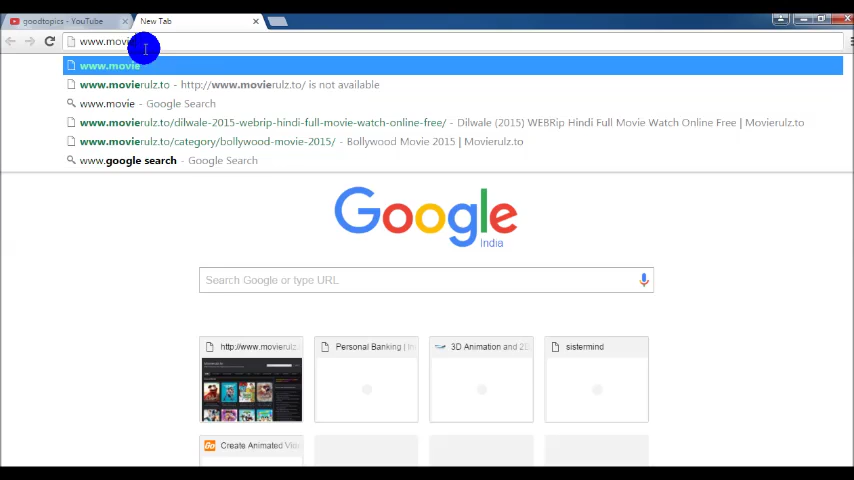 goodtopics - YouTube
New Tab
www.movie
www.movie
www.movierulz.to - http://www.movierulz.to/ is not available
www.movie - Google Search
www.movierulz.to/dilwale-2015-webrip-hindi-full-movie-watch-online-free/ - Dilwale (2015) WEBRip Hindi Full Movie Watch Online Free | Movierulz.to
www.movierulz.to/category/bollywood-movie-2015/ - Bollywood Movie 2015 | Movierulz.to
www.google search - Google Search
Google
India
Search Google or type URL
http://www.movierulz.
Personal Banking | In
3D Animation and 2D
sistermind
Go
Create Animated Vide